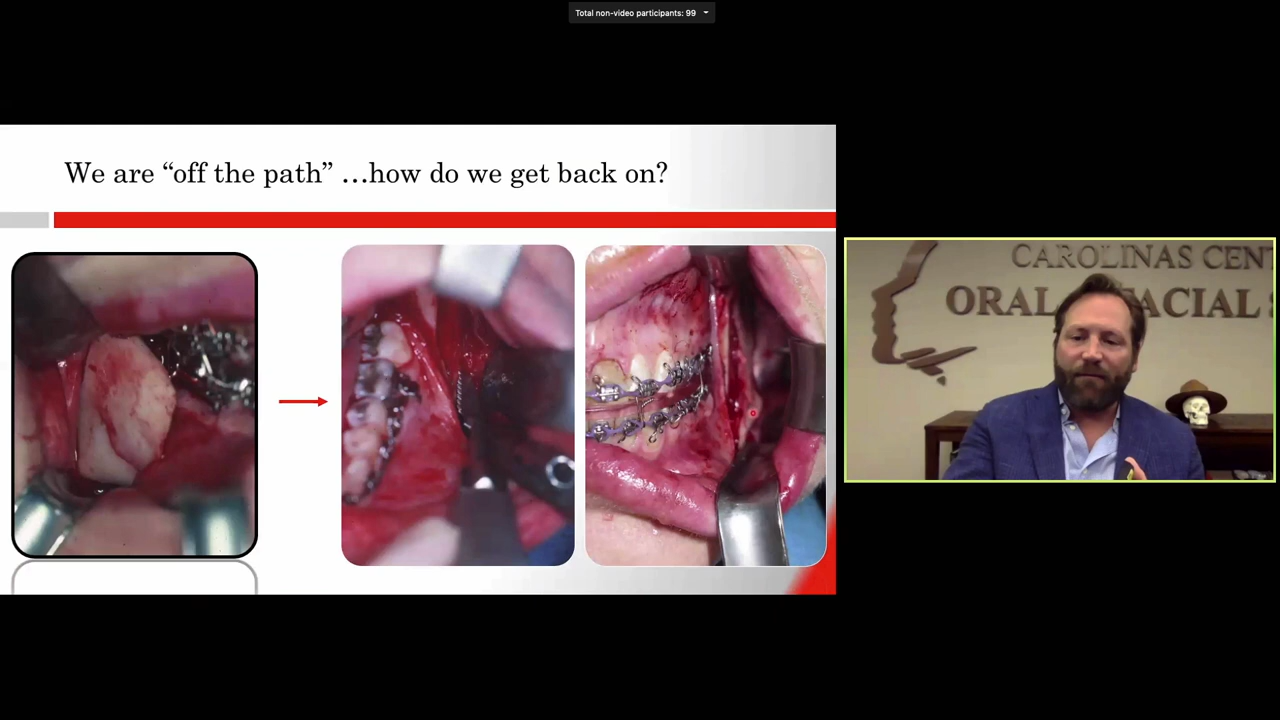 Total non-video participants: 99
We are “off the path” …how do we get back on?
CAROLINAS CENT
ORAL FACIAL S